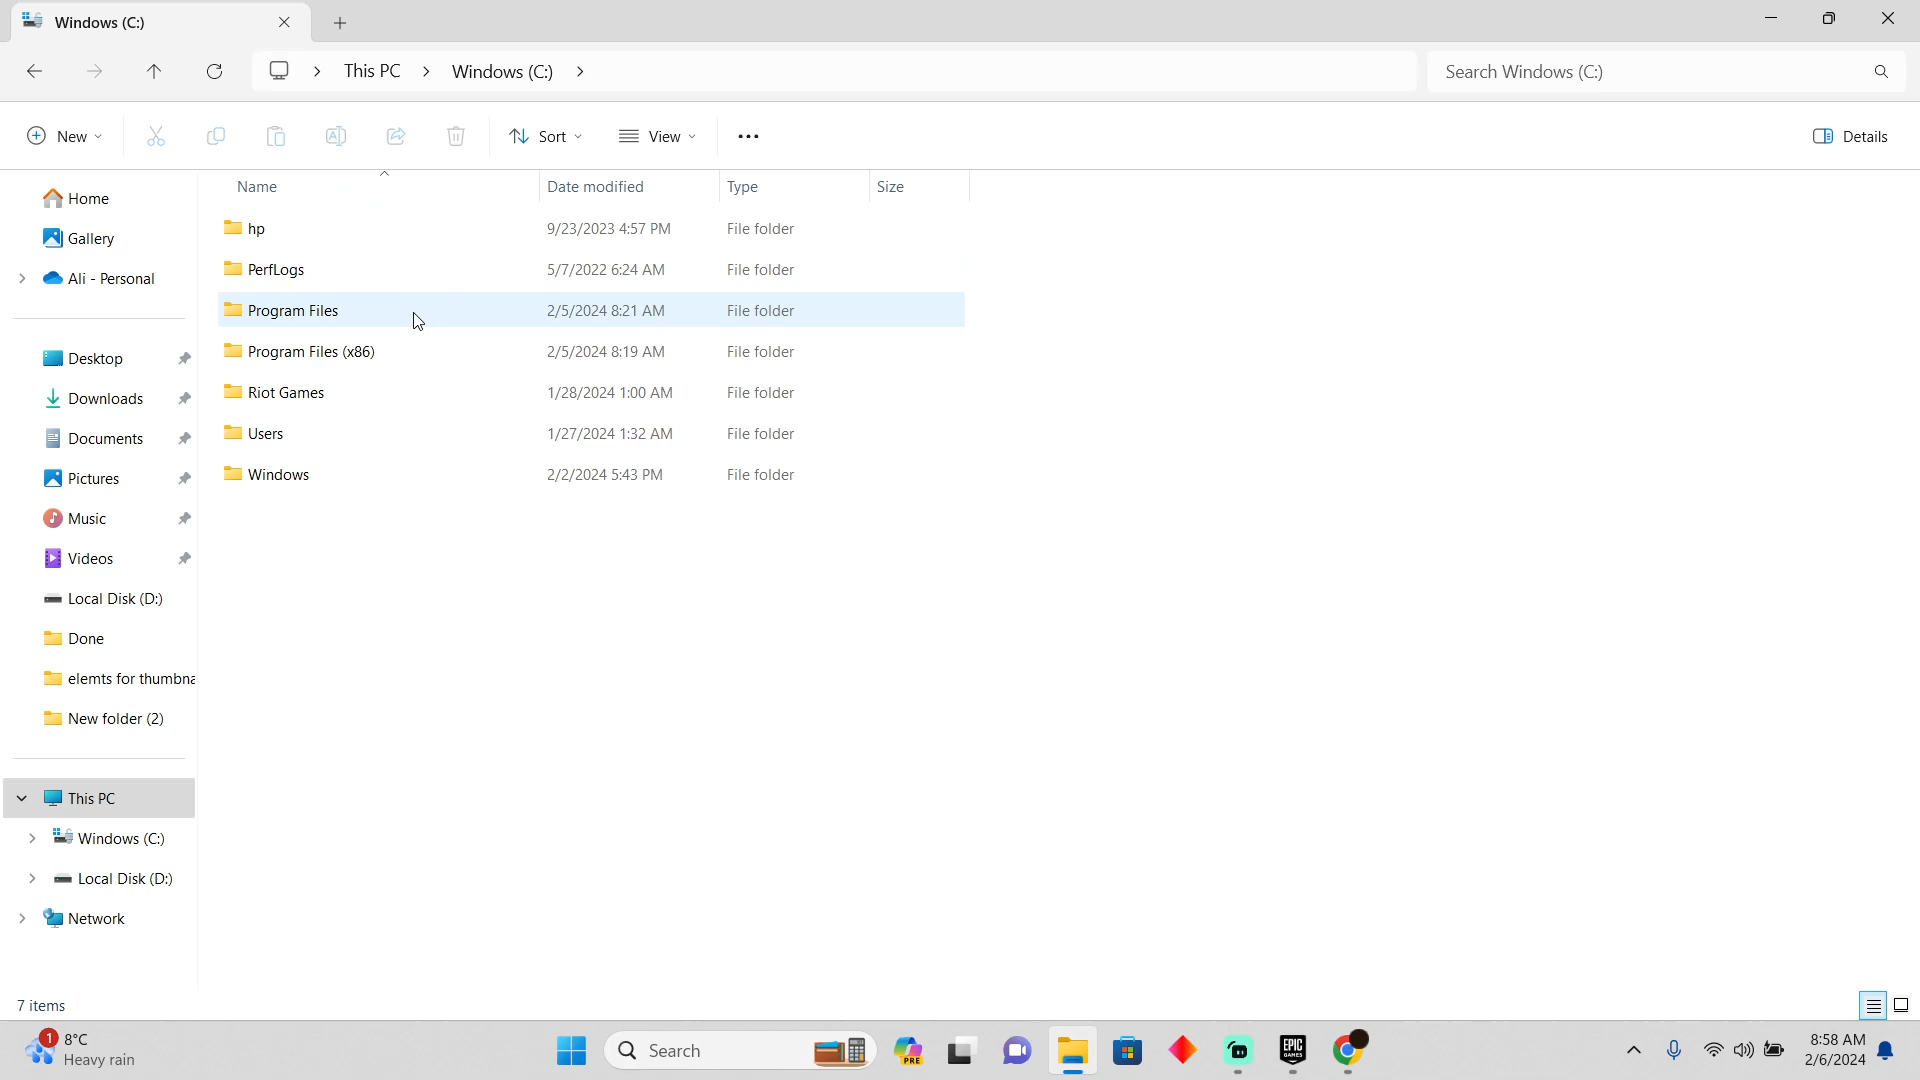 Windows (C:)
This PC > Windows (C:) >
Search Windows (C:)
New
Sort
View
Details
Name Date modified Type Size
hp 9/23/2023 4:57 PM File folder
PerfLogs 5/7/2022 6:24 AM File folder
Program Files 2/5/2024 8:21 AM File folder
Program Files (x86) 2/5/2024 8:19 AM File folder
Riot Games 1/28/2024 1:00 AM File folder
Users 1/27/2024 1:32 AM File folder
Windows 2/2/2024 5:43 PM File folder
Home
Gallery
Ali - Personal
Desktop
Downloads
Documents
Pictures
Music
Videos
Local Disk (D:)
Done
elemts for thumbna
New folder (2)
This PC
Windows (C:)
Local Disk (D:)
Network
7 items
1
8°C
Heavy rain
Search
PRE
EPIC
GAMES
8:58 AM
2/6/2024